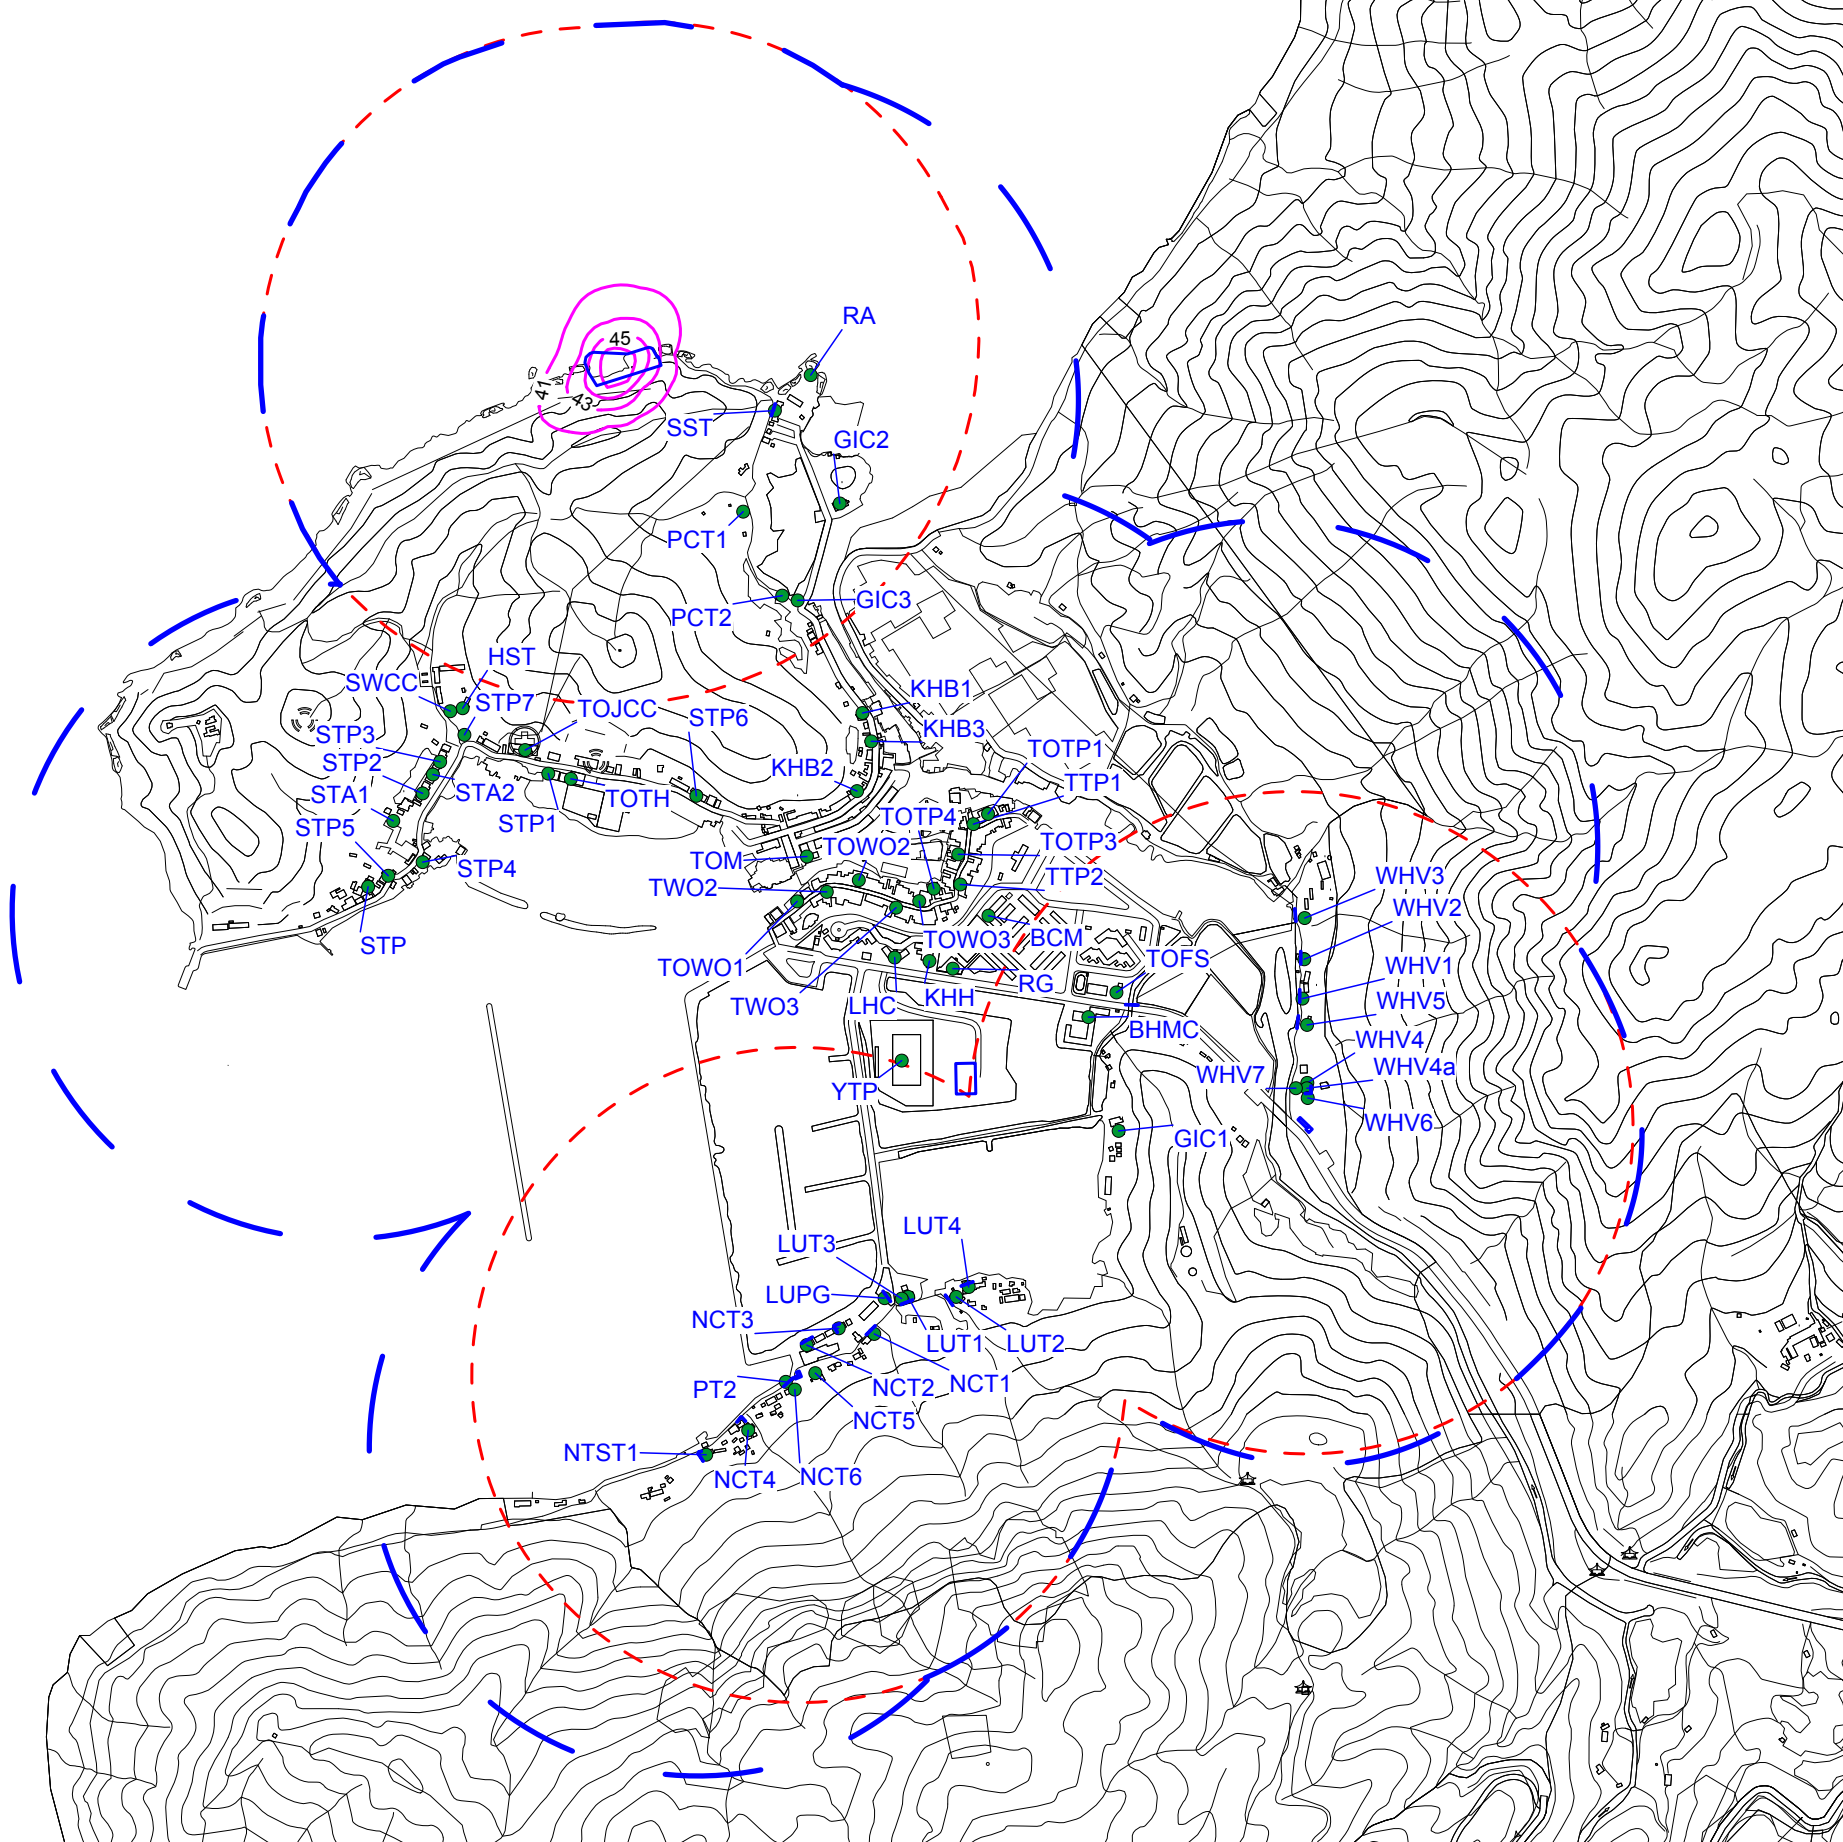 RA
45
41
43
SST
GIC2
PCT1
PCT2
GIC3
HST
SWCC
STP7
TOJCC
STP6
KHB1
STP3
KHB3
TOTP1
STP2
KHB2
TTP1
STA1
STA2
TOTH
STP5
STP1
TOTP4
TOM
TOWO2
TOTP3
STP4
TWO2
TTP2
WHV3
WHV2
STP
TOWO3
BCM
TOFS
TOWO1
WHV1
TWO3
LHC
KHH
RG
WHV5
BHMC
WHV4
YTP
WHV7
WHV4a
WHV6
GIC1
LUT4
LUT3
LUPG
NCT3
LUT1
LUT2
PT2
NCT2
NCT1
NCT5
NTST1
NCT4
NCT6